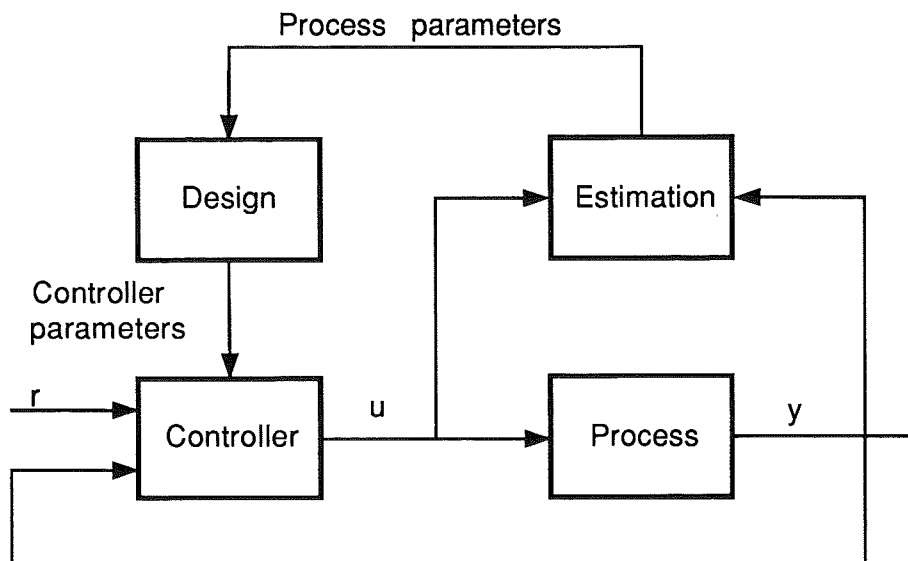 Process parameters
Design
Estimation
Controller
parameters
r
Controller
u
Process
y